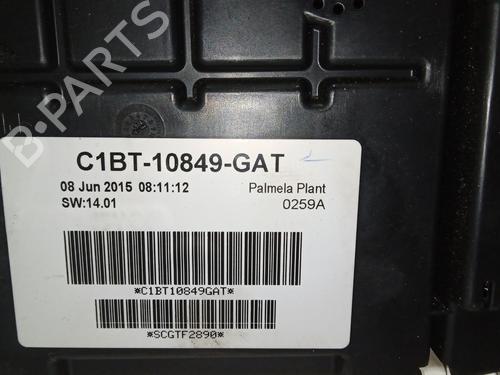 B-PARTS
C1BT-10849-GAT
08 Jun 2015 08:11:12 Palmela Plant
SW:14.01 0259A
*C1BT10849GAT*
*SCGTF2890*